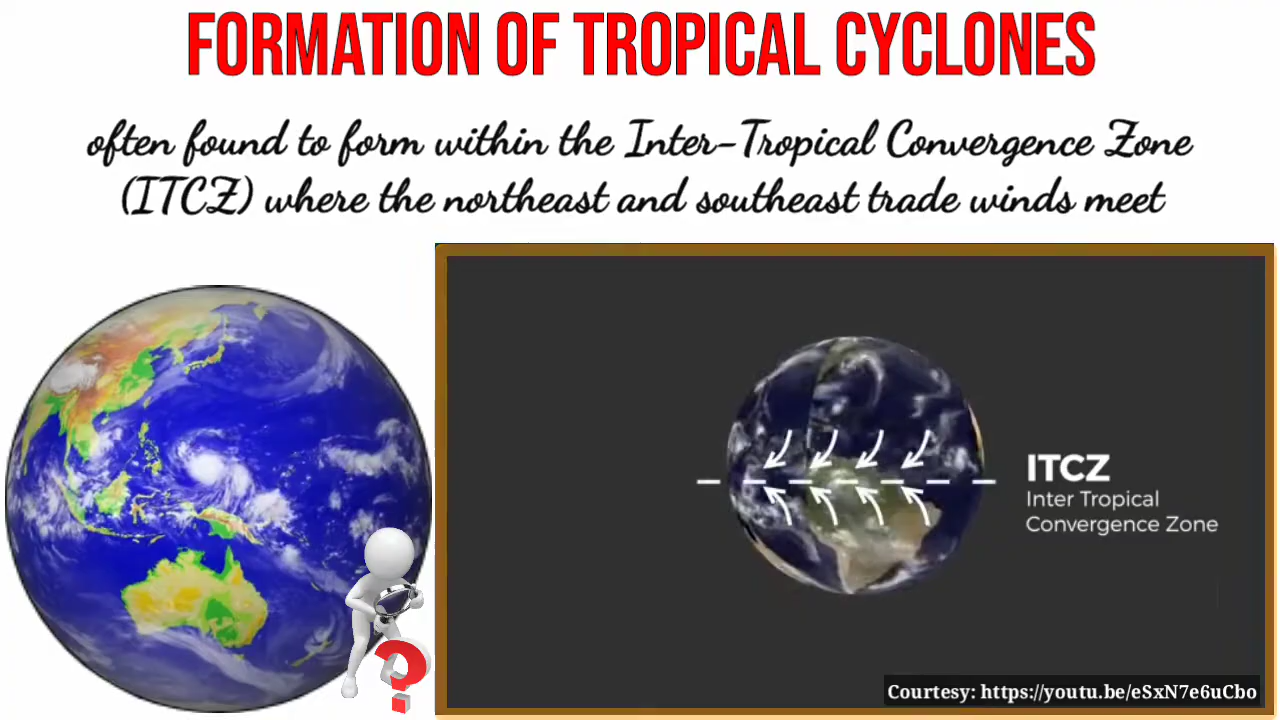 FORMATION OF TROPICAL CYCLONES
often found to form within the Inter-Tropical Convergence Zone
(ITCZ) where the northeast and southeast trade winds meet
ITCZ
Inter Tropical
Convergence Zone
?
Courtesy: https://youtu.be/eSxN7e6uCbo